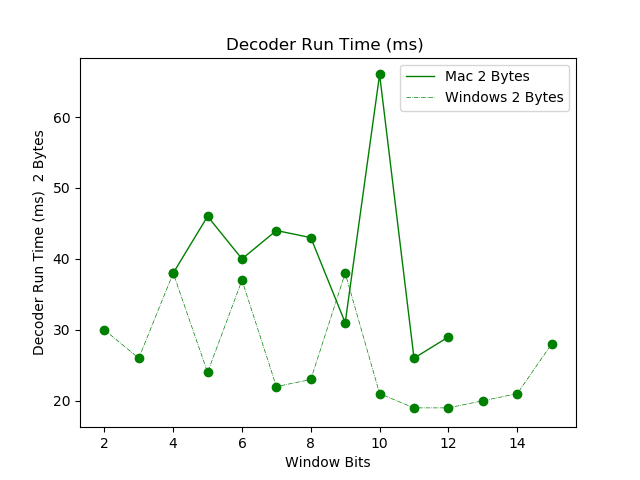 Decoder Run Time (ms)
Mac 2 Bytes
Windows 2 Bytes
Decoder Run Time (ms)  2 Bytes
60
50
40
30
20
2 4 6 8 10 12 14
Window Bits